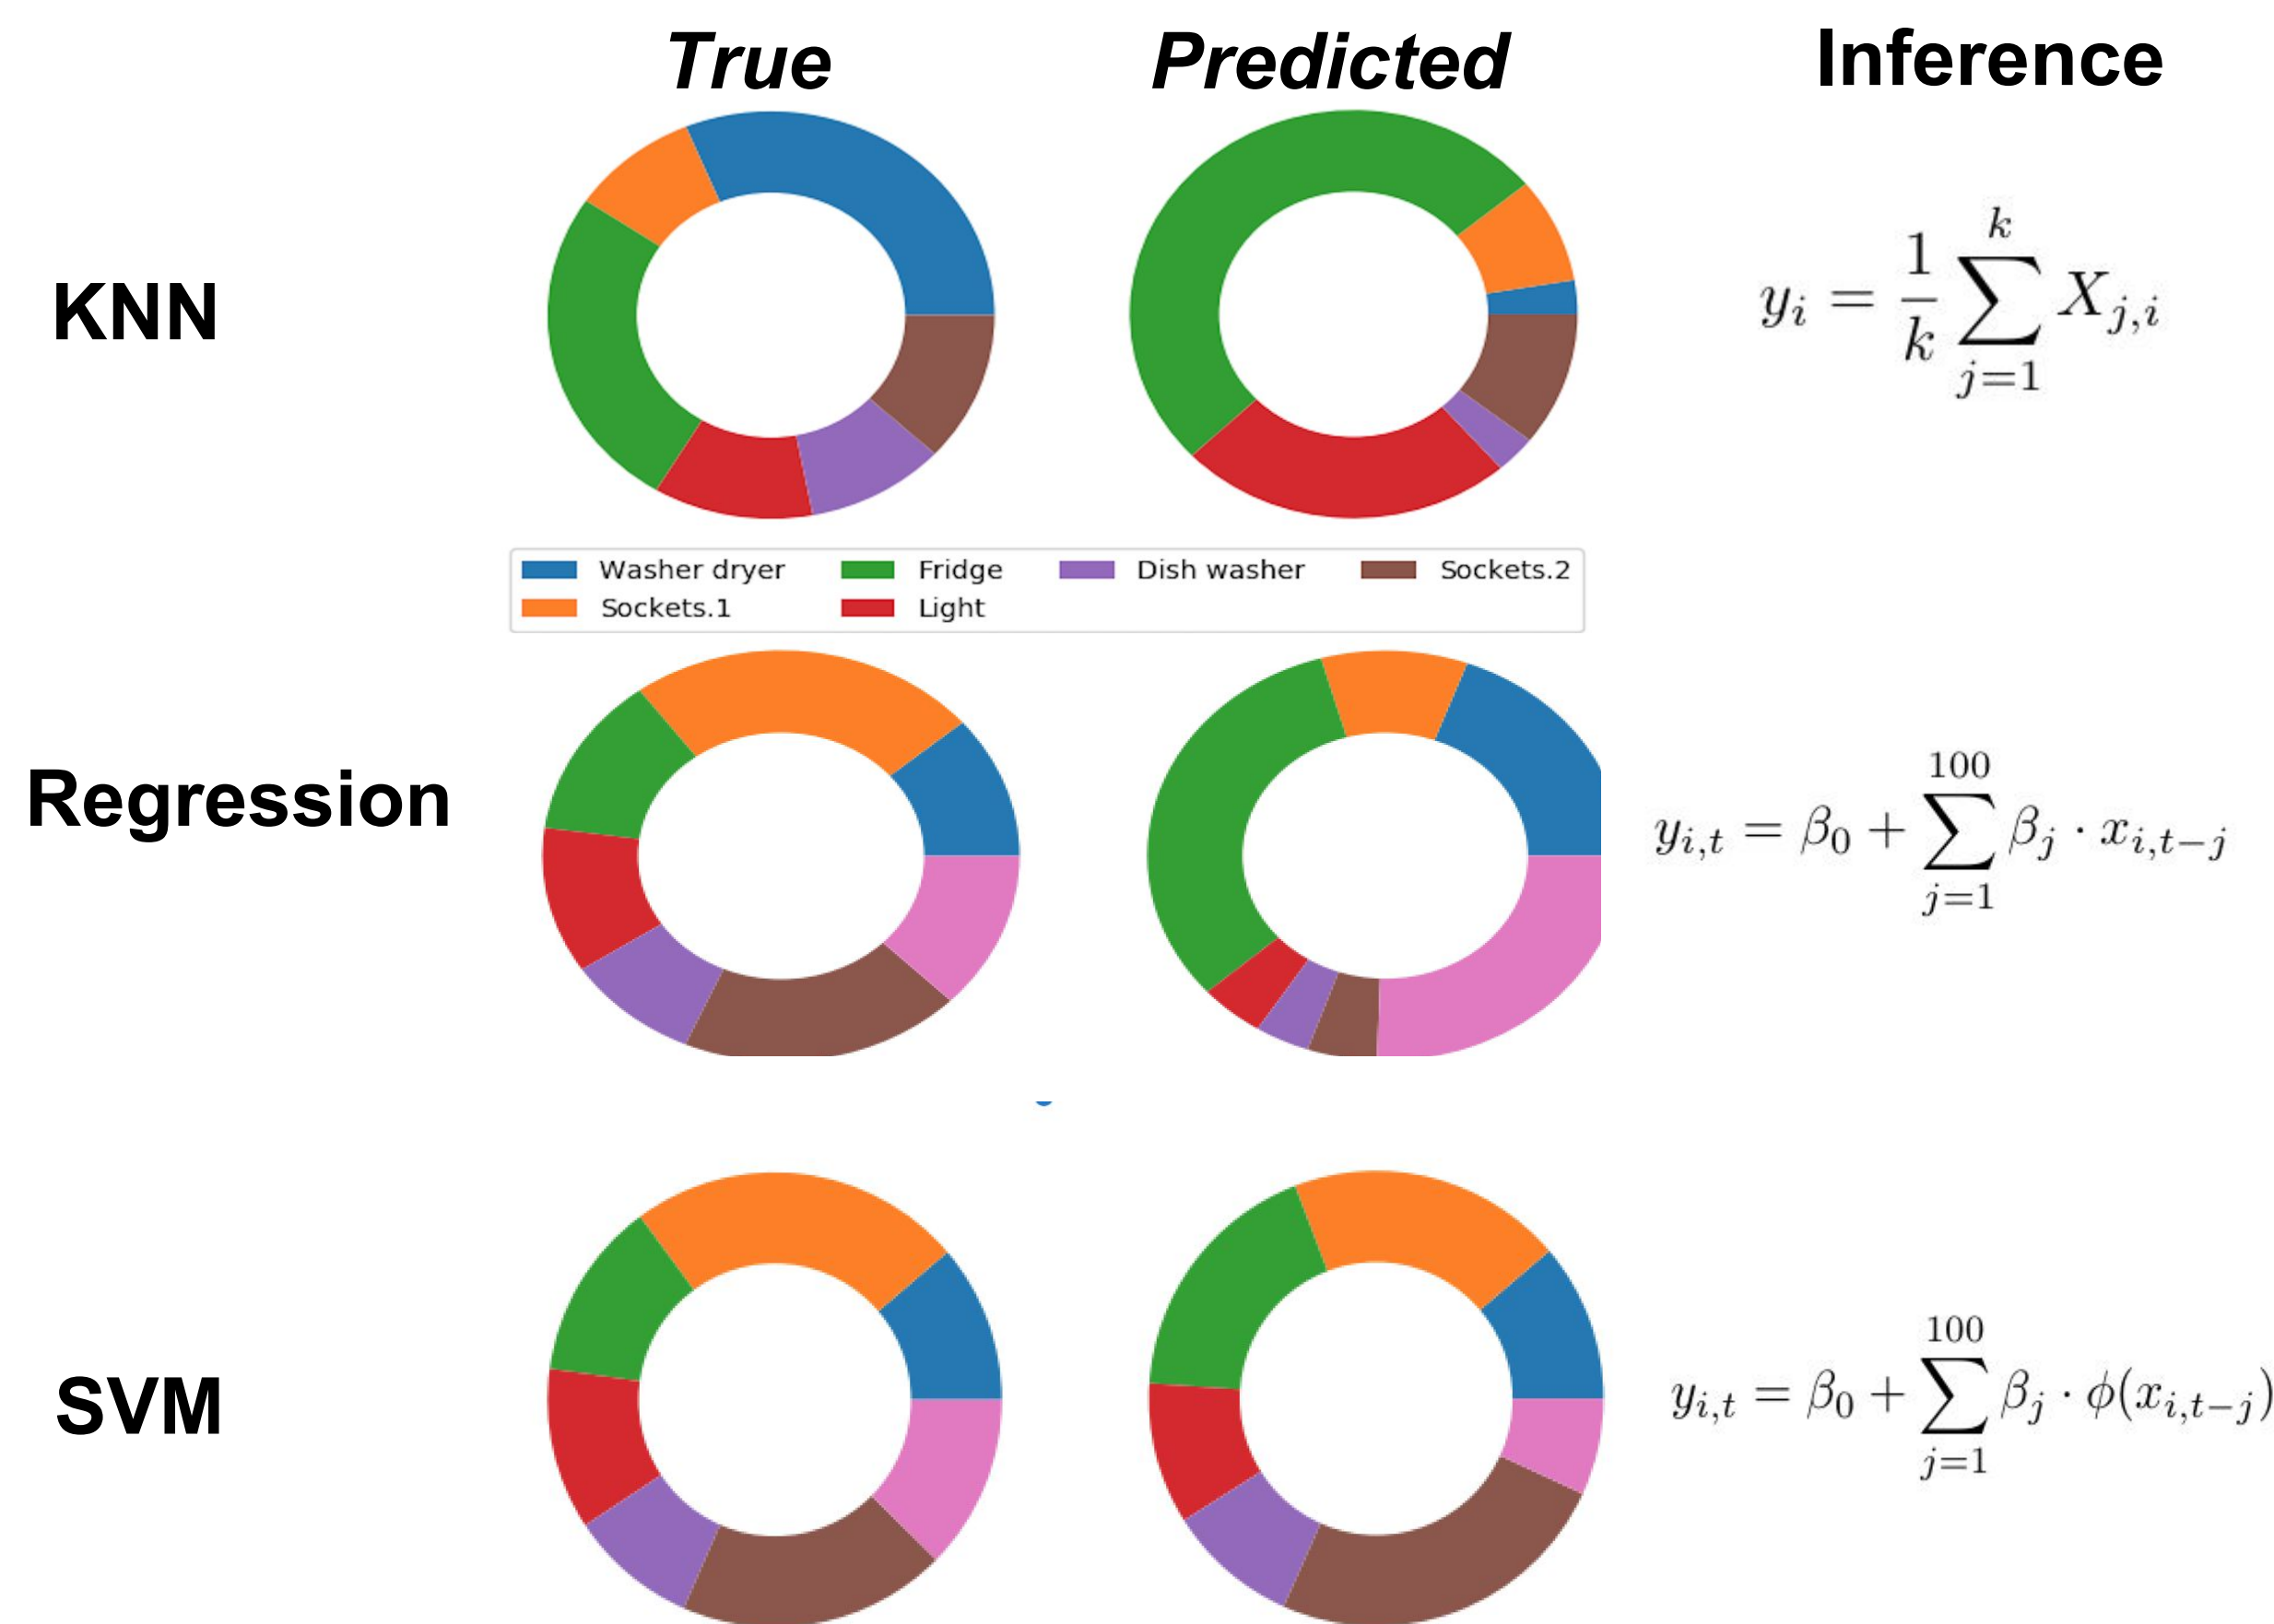 True Predicted Inference
KNN
y_i = \frac{1}{k} \sum_{j=1}^{k} X_{j,i}
Washer dryer Fridge Dish washer Sockets.2
Sockets.1 Light
Regression
y_{i,t} = \beta_0 + \sum_{j=1}^{100} \beta_j \cdot x_{i,t-j}
SVM
y_{i,t} = \beta_0 + \sum_{j=1}^{100} \beta_j \cdot \phi(x_{i,t-j})